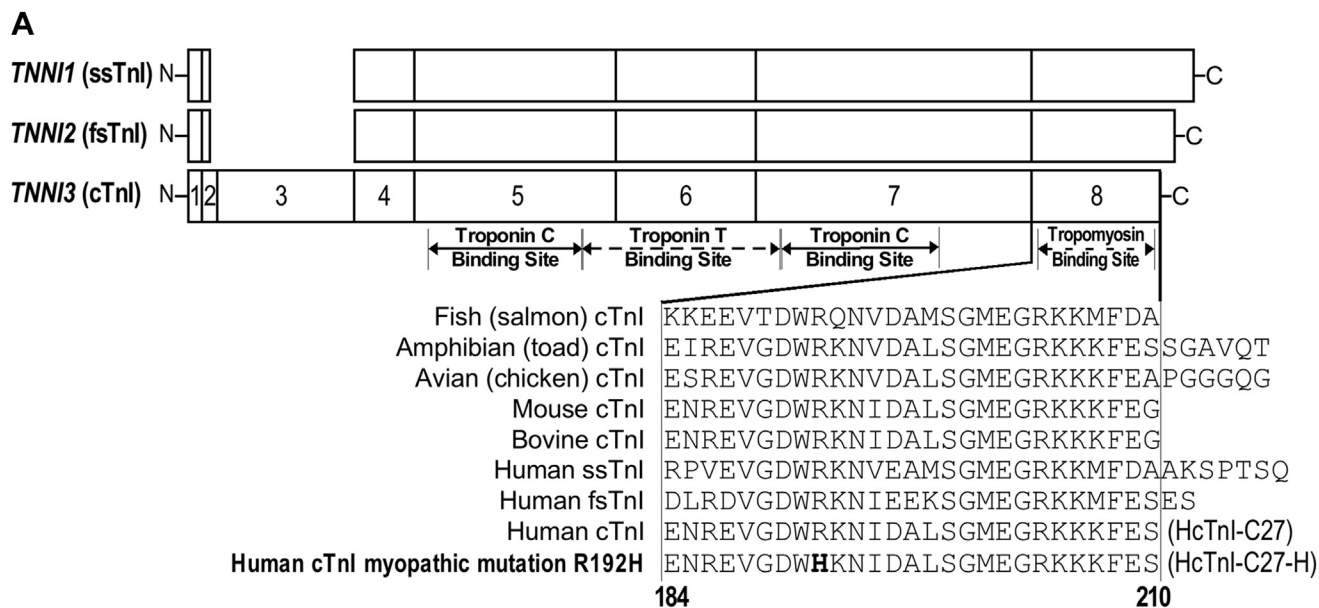 A
TNNI1 (ssTnI) N C
TNNI2 (fsTnI) N C
TNNI3 (cTnI) N 1 2 3 4 5 6 7 8 C
Troponin C Troponin T Troponin C Tropomyosin
Binding Site Binding Site Binding Site Binding Site
Fish (salmon) cTnI KKEEVTDWRQNVDAMSGMEGRKKMFDA
Amphibian (toad) cTnI EIREVGDWRKNVDALSGMEGRKKKFESSGAVQT
Avian (chicken) cTnI ESREVGDWRKNVDALSGMEGRKKKFEAPGGGQG
Mouse cTnI ENREVGDWRKNIDALSGMEGRKKKFEG
Bovine cTnI ENREVGDWRKNIDALSGMEGRKKKFEG
Human ssTnI RPVEVGDWRKNVEAMSGMEGRKKMFDAAKSPTSQ
Human fsTnI DLRDVGDWRKNIEEKSGMEGRKKMFESES
Human cTnI ENREVGDWRKNIDALSGMEGRKKKFES (HcTnI-C27)
Human cTnI myopathic mutation R192H ENREVGDWHKNIDALSGMEGRKKKFES (HcTnI-C27-H)
184 210